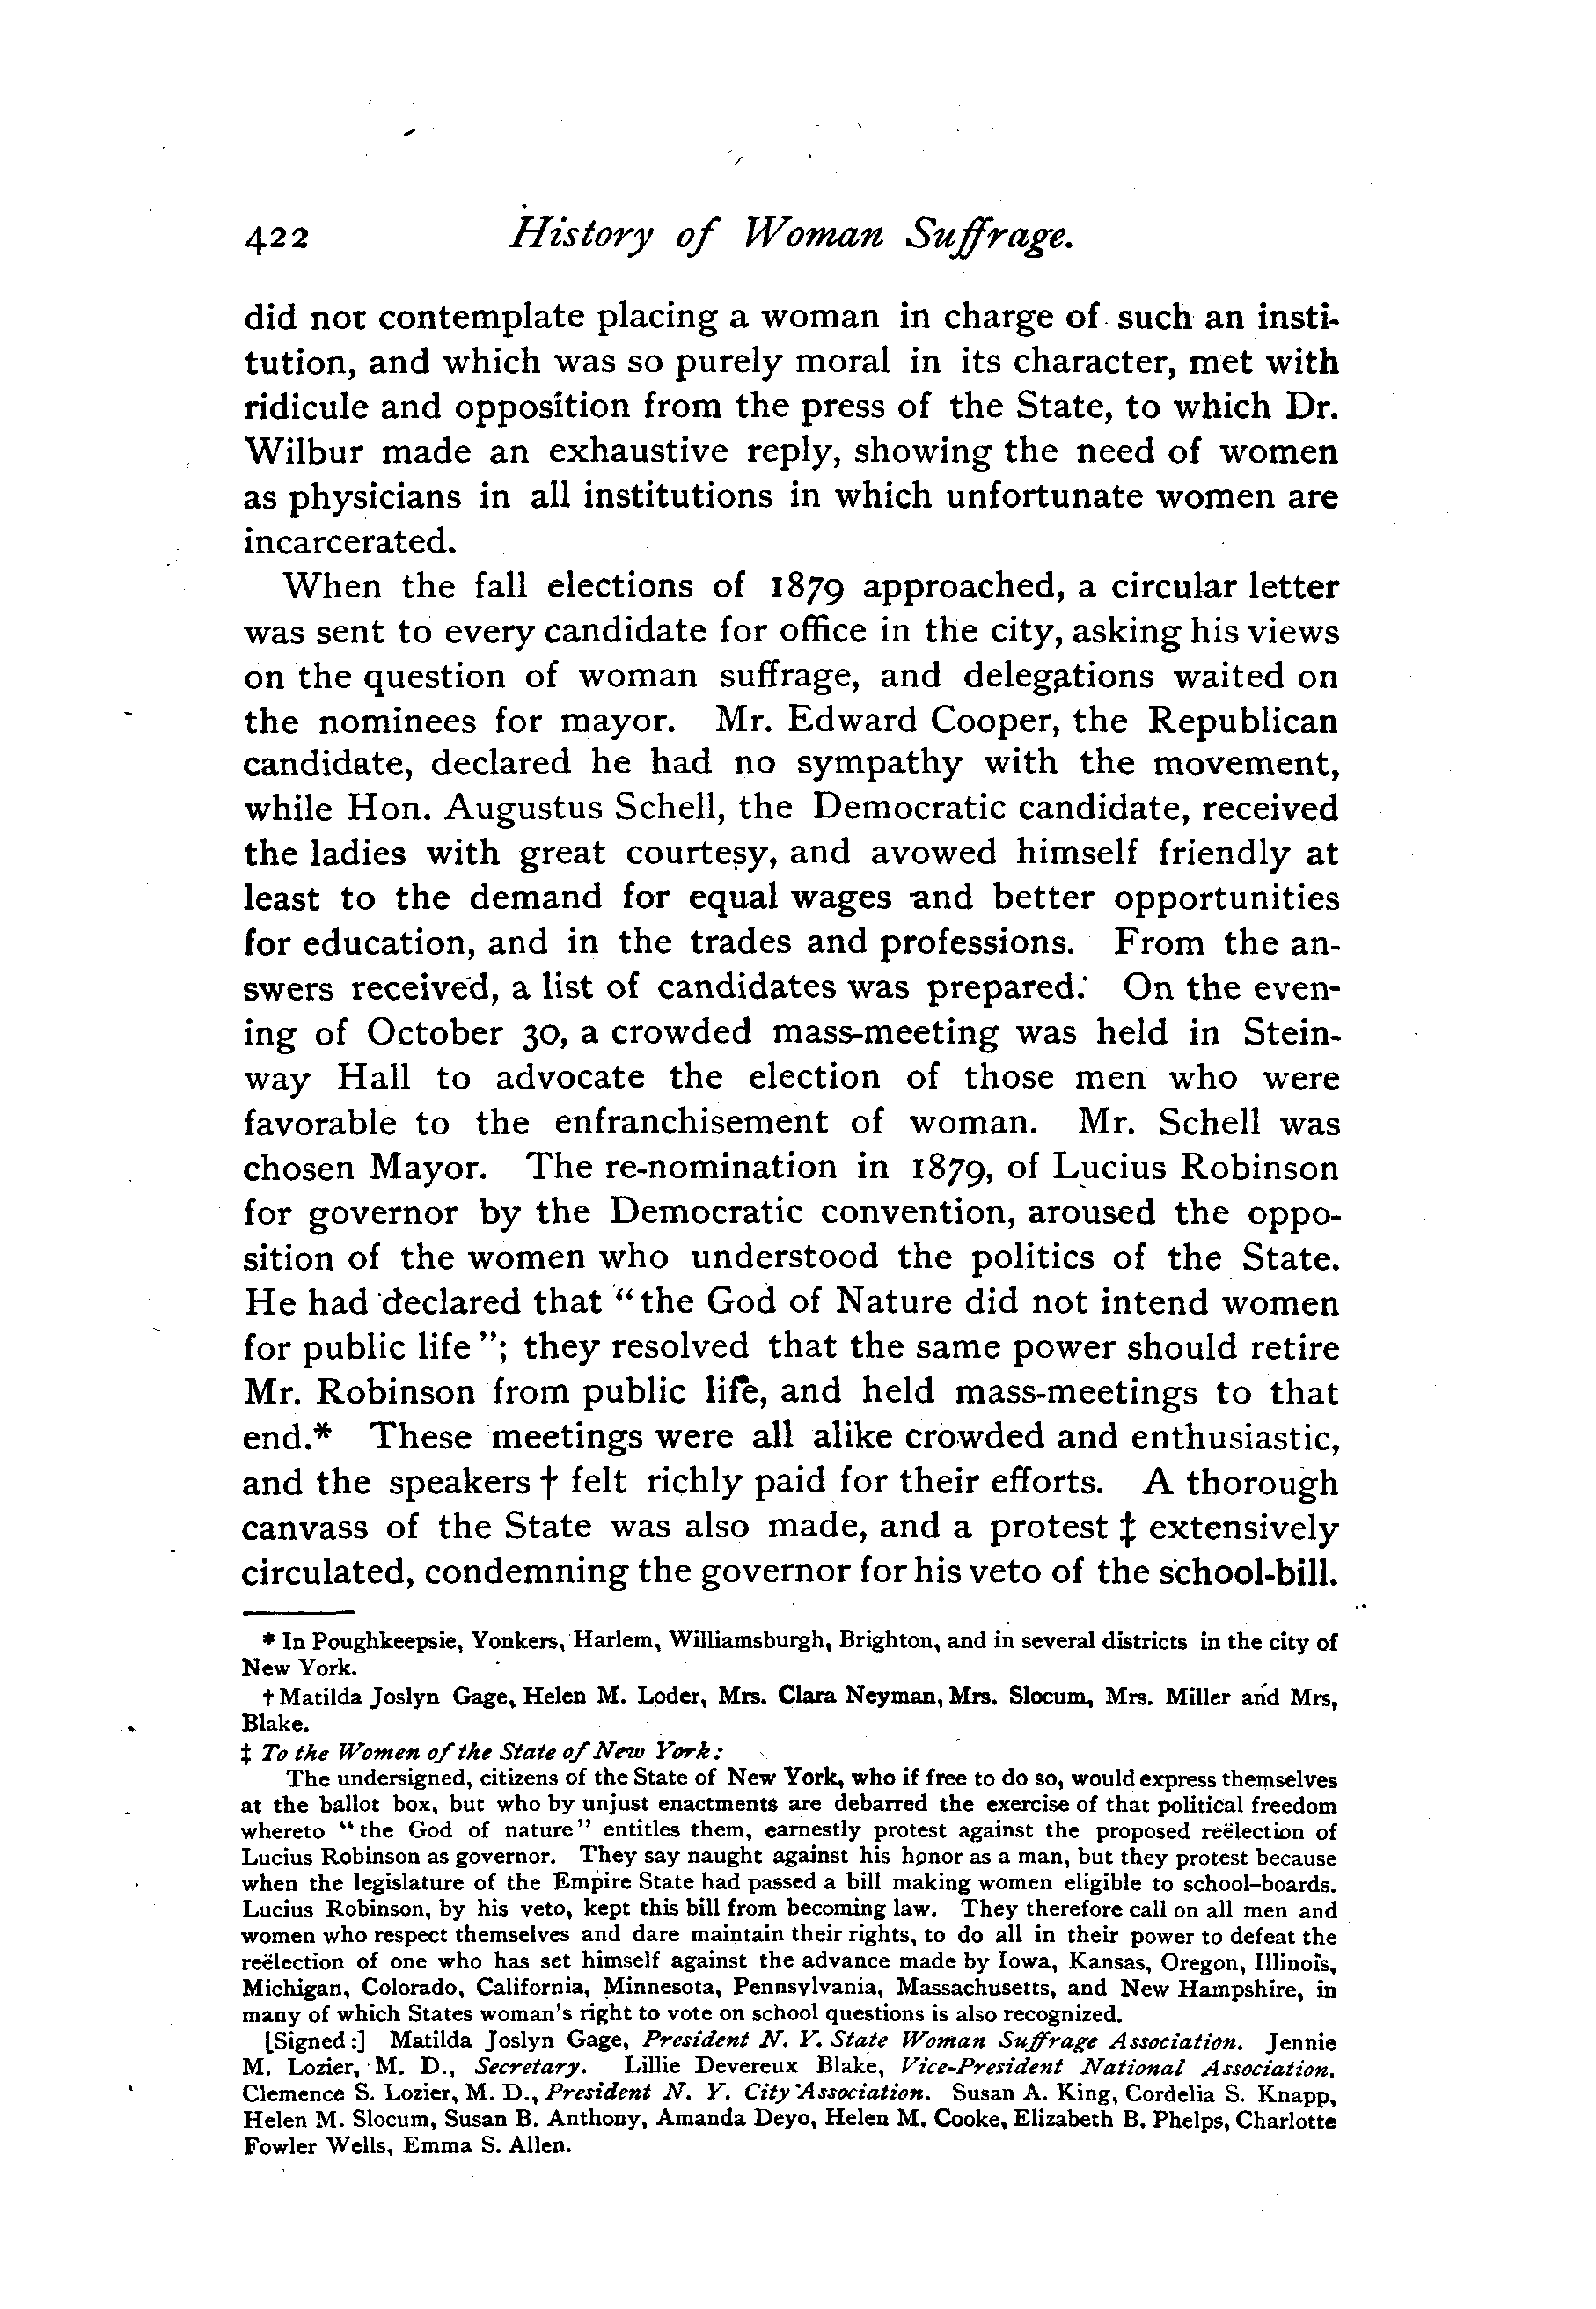 422 History of Woman Suffrage.
did not contemplate placing a woman in charge of such an insti-
tution, and which was so purely moral in its character, met with
ridicule and opposition from the press of the State, to which Dr.
Wilbur made an exhaustive reply, showing the need of women
as physicians in all institutions in which unfortunate women are
incarcerated.
When the fall elections of 1879 approached, a circular letter
was sent to every candidate for office in the city, asking his views
on the question of woman suffrage, and delegations waited on
the nominees for mayor. Mr. Edward Cooper, the Republican
candidate, declared he had no sympathy with the movement,
while Hon. Augustus Schell, the Democratic candidate, received
the ladies with great courtesy, and avowed himself friendly at
least to the demand for equal wages and better opportunities
for education, and in the trades and professions. From the an-
swers received, a list of candidates was prepared. On the even-
ing of October 30, a crowded mass-meeting was held in Stein-
way Hall to advocate the election of those men who were
favorable to the enfranchisement of woman. Mr. Schell was
chosen Mayor. The re-nomination in 1879, of Lucius Robinson
for governor by the Democratic convention, aroused the oppo-
sition of the women who understood the politics of the State.
He had declared that "the God of Nature did not intend women
for public life"; they resolved that the same power should retire
Mr. Robinson from public life, and held mass-meetings to that
end.* These meetings were all alike crowded and enthusiastic,
and the speakers † felt richly paid for their efforts. A thorough
canvass of the State was also made, and a protest ‡ extensively
circulated, condemning the governor for his veto of the school-bill.
* In Poughkeepsie, Yonkers, Harlem, Williamsburgh, Brighton, and in several districts in the city of
New York.
† Matilda Joslyn Gage, Helen M. Loder, Mrs. Clara Neyman, Mrs. Slocum, Mrs. Miller and Mrs,
Blake.
‡ To the Women of the State of New York:
The undersigned, citizens of the State of New York, who if free to do so, would express themselves
at the ballot box, but who by unjust enactments are debarred the exercise of that political freedom
whereto "the God of nature" entitles them, earnestly protest against the proposed reëlection of
Lucius Robinson as governor. They say naught against his honor as a man, but they protest because
when the legislature of the Empire State had passed a bill making women eligible to school-boards.
Lucius Robinson, by his veto, kept this bill from becoming law. They therefore call on all men and
women who respect themselves and dare maintain their rights, to do all in their power to defeat the
reëlection of one who has set himself against the advance made by Iowa, Kansas, Oregon, Illinois,
Michigan, Colorado, California, Minnesota, Pennsylvania, Massachusetts, and New Hampshire, in
many of which States woman's right to vote on school questions is also recognized.
[Signed:] Matilda Joslyn Gage, President N. Y. State Woman Suffrage Association. Jennie
M. Lozier, M. D., Secretary. Lillie Devereux Blake, Vice-President National Association.
Clemence S. Lozier, M. D., President N. Y. City Association. Susan A. King, Cordelia S. Knapp,
Helen M. Slocum, Susan B. Anthony, Amanda Deyo, Helen M. Cooke, Elizabeth B. Phelps, Charlotte
Fowler Wells, Emma S. Allen.